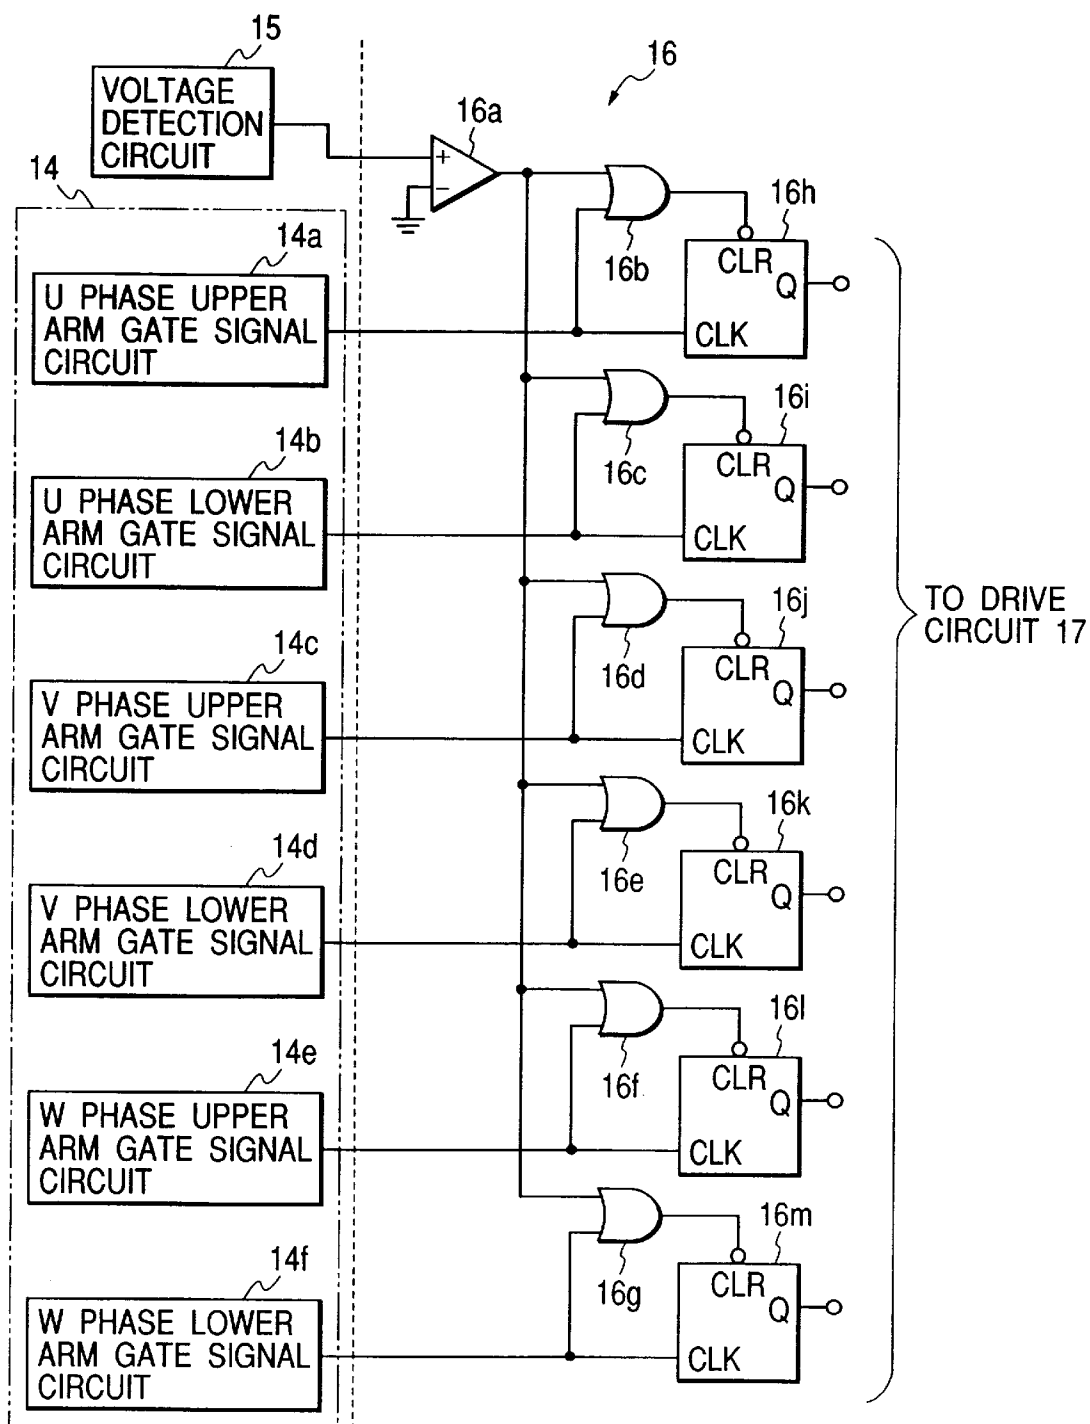 15
VOLTAGE
DETECTION
CIRCUIT
16
16a
+
−
14
16b
16h
CLR
Q
CLK
14a
U PHASE UPPER
ARM GATE SIGNAL
CIRCUIT
16c
16i
CLR
Q
CLK
14b
U PHASE LOWER
ARM GATE SIGNAL
CIRCUIT
16d
16j
CLR
Q
CLK
TO DRIVE
CIRCUIT 17
14c
V PHASE UPPER
ARM GATE SIGNAL
CIRCUIT
16e
16k
CLR
Q
CLK
14d
V PHASE LOWER
ARM GATE SIGNAL
CIRCUIT
16f
16l
CLR
Q
CLK
14e
W PHASE UPPER
ARM GATE SIGNAL
CIRCUIT
16g
16m
CLR
Q
CLK
14f
W PHASE LOWER
ARM GATE SIGNAL
CIRCUIT